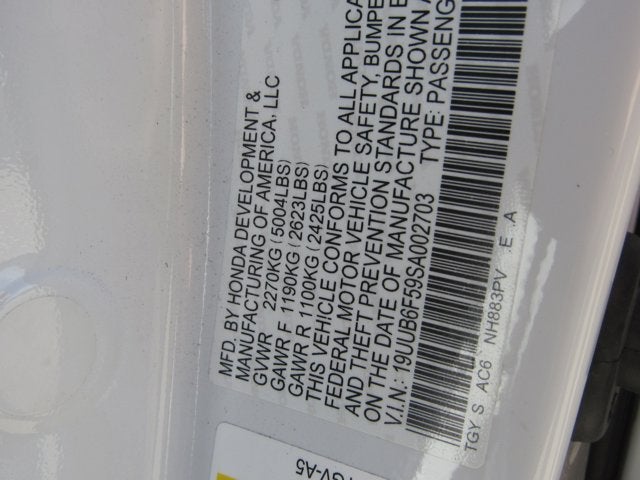 MFD. BY HONDA DEVELOPMENT &
MANUFACTURING OF AMERICA, LLC
GVWR 2270KG (5004LBS)
GAWR F 1190KG (2623LBS)
GAWR R 1100KG (2425LBS)
THIS VEHICLE CONFORMS TO ALL APPLICA
FEDERAL MOTOR VEHICLE SAFETY, BUMPE
AND THEFT PREVENTION STANDARDS IN E
ON THE DATE OF MANUFACTURE SHOWN A
V.I.N.: 19UUB6F59SA002703 TYPE: PASSENG
TGY S AC6 NH883PV E A
GV-A5